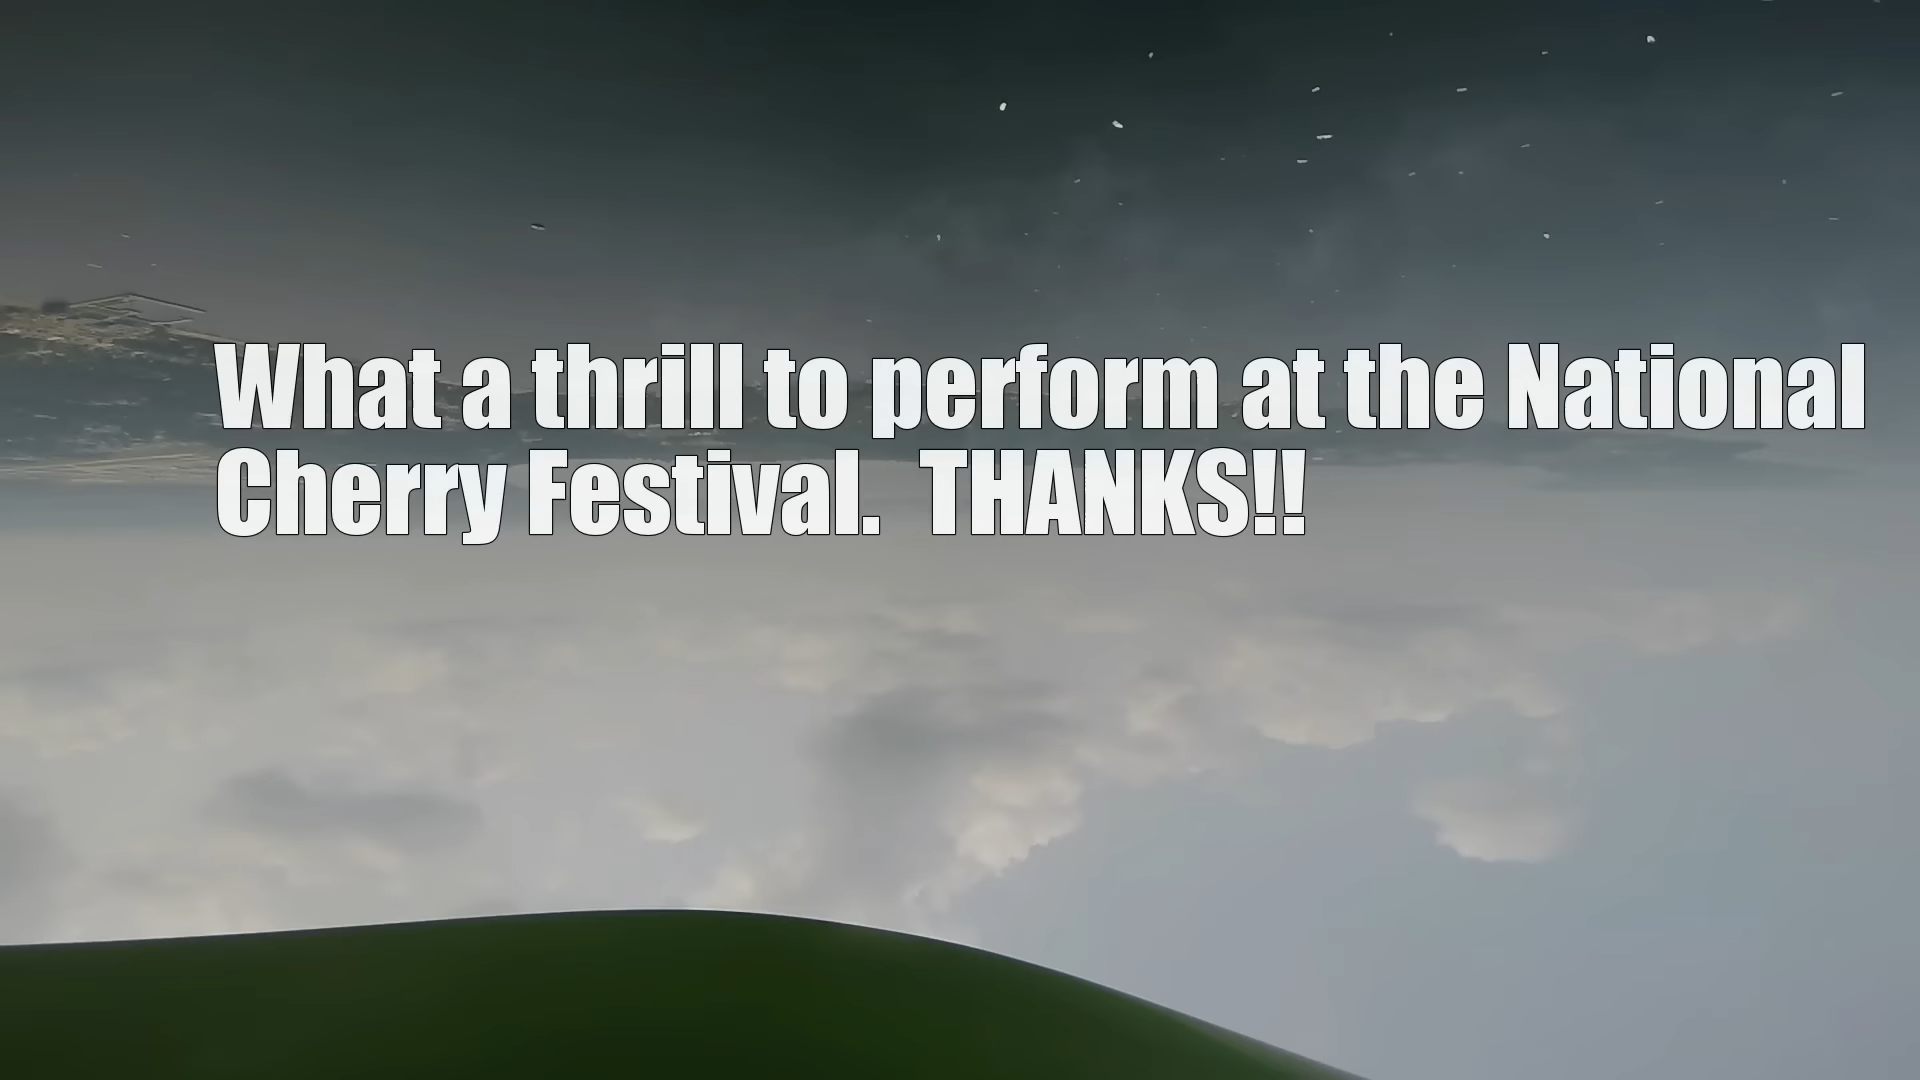 What a thrill to perform at the National
Cherry Festival.  THANKS!!